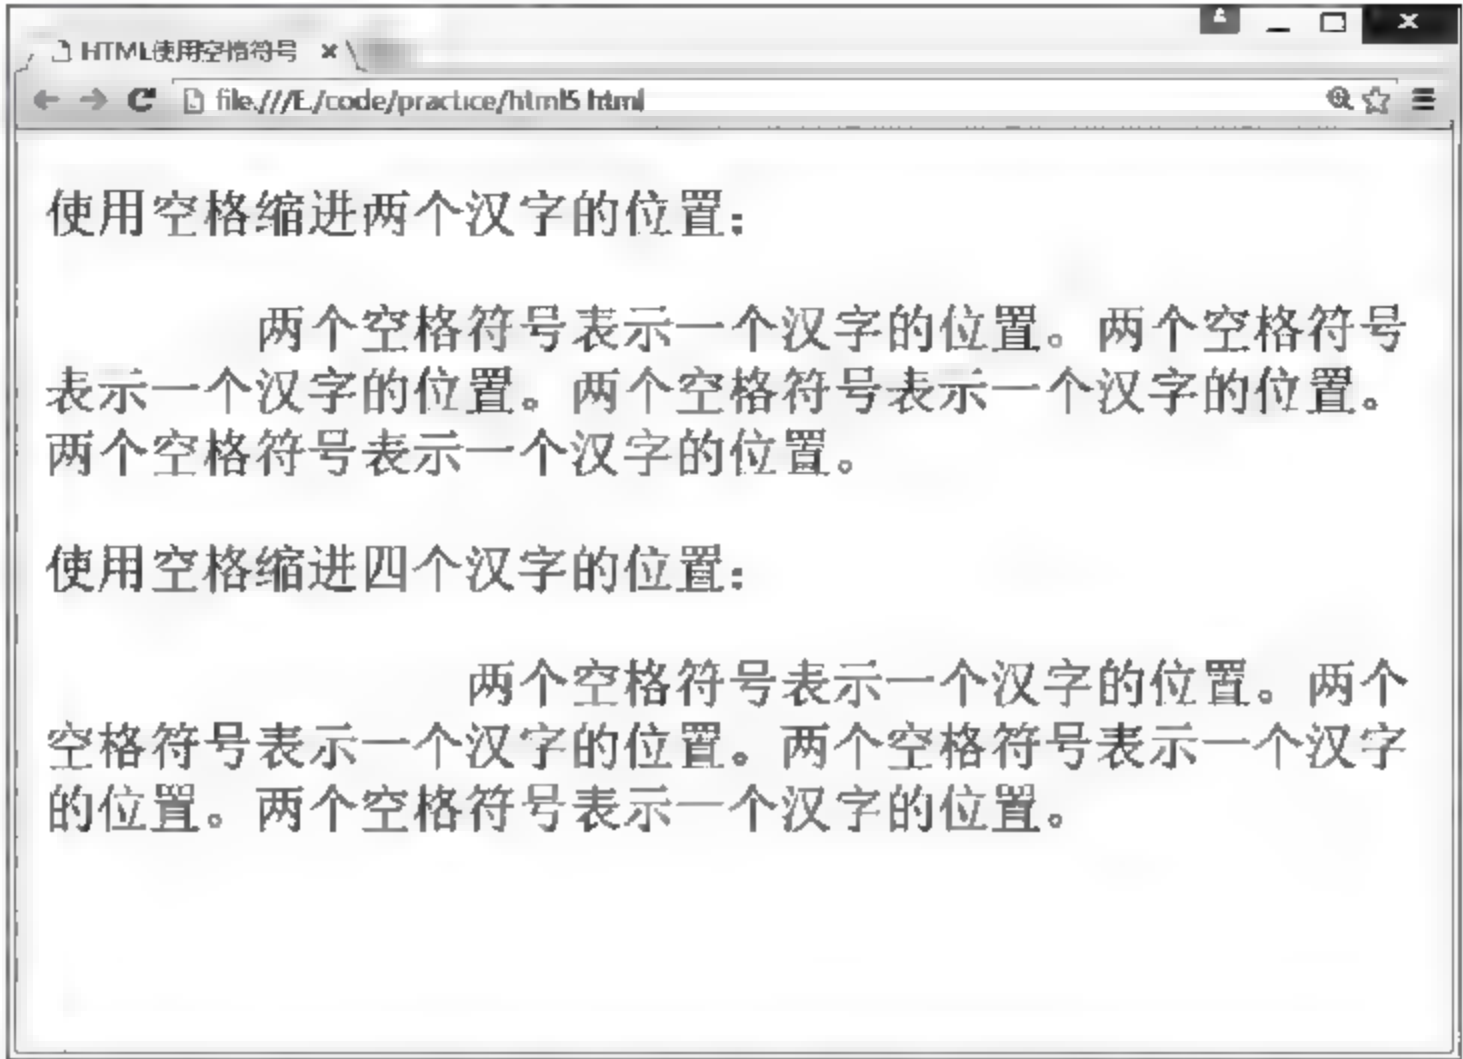 HTML使用空格符号
file:///E:/code/practice/html5.html
使用空格缩进两个汉字的位置：
两个空格符号表示一个汉字的位置。两个空格符号
表示一个汉字的位置。两个空格符号表示一个汉字的位置。
两个空格符号表示一个汉字的位置。
使用空格缩进四个汉字的位置：
两个空格符号表示一个汉字的位置。两个
空格符号表示一个汉字的位置。两个空格符号表示一个汉字
的位置。两个空格符号表示一个汉字的位置。